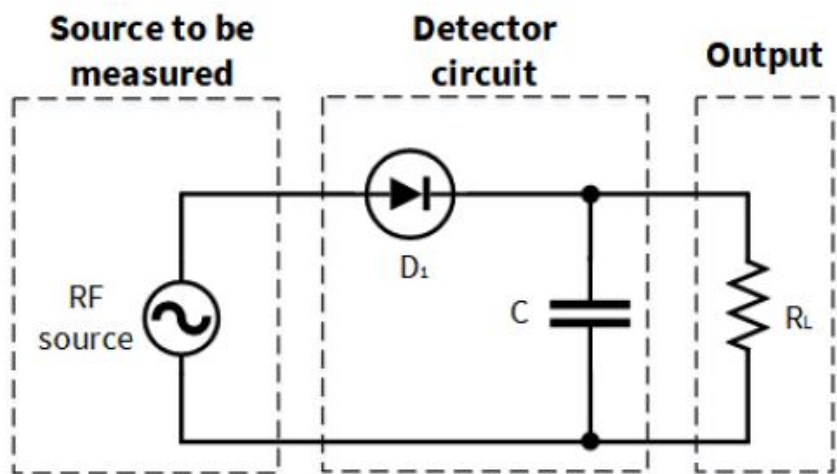 Source to be
measured
Detector
circuit
Output
RF
source
D₁
C
RL